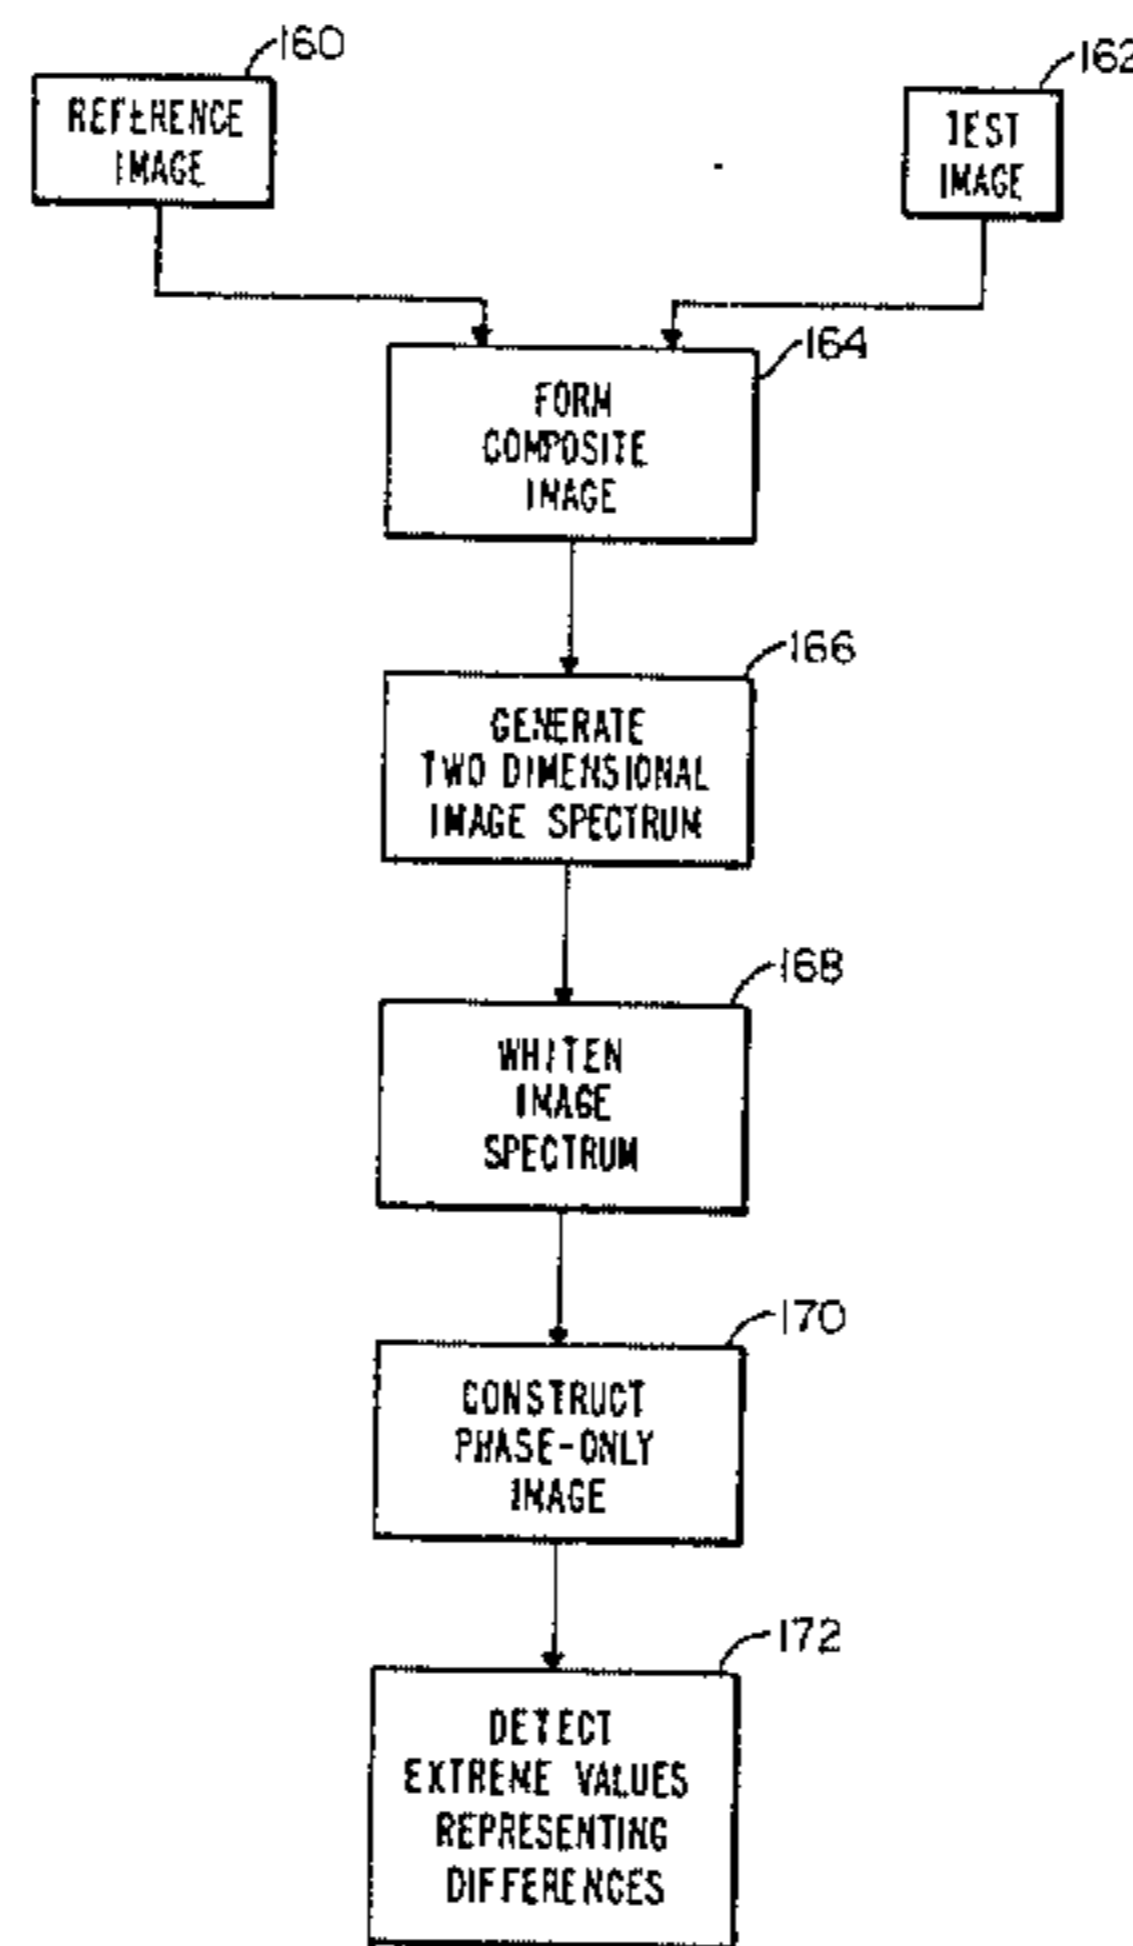 160
REFERENCE
IMAGE
162
TEST
IMAGE
164
FORM
COMPOSITE
IMAGE
166
GENERATE
TWO DIMENSIONAL
IMAGE SPECTRUM
168
WHITEN
IMAGE
SPECTRUM
170
CONSTRUCT
PHASE-ONLY
IMAGE
172
DETECT
EXTREME VALUES
REPRESENTING
DIFFERENCES